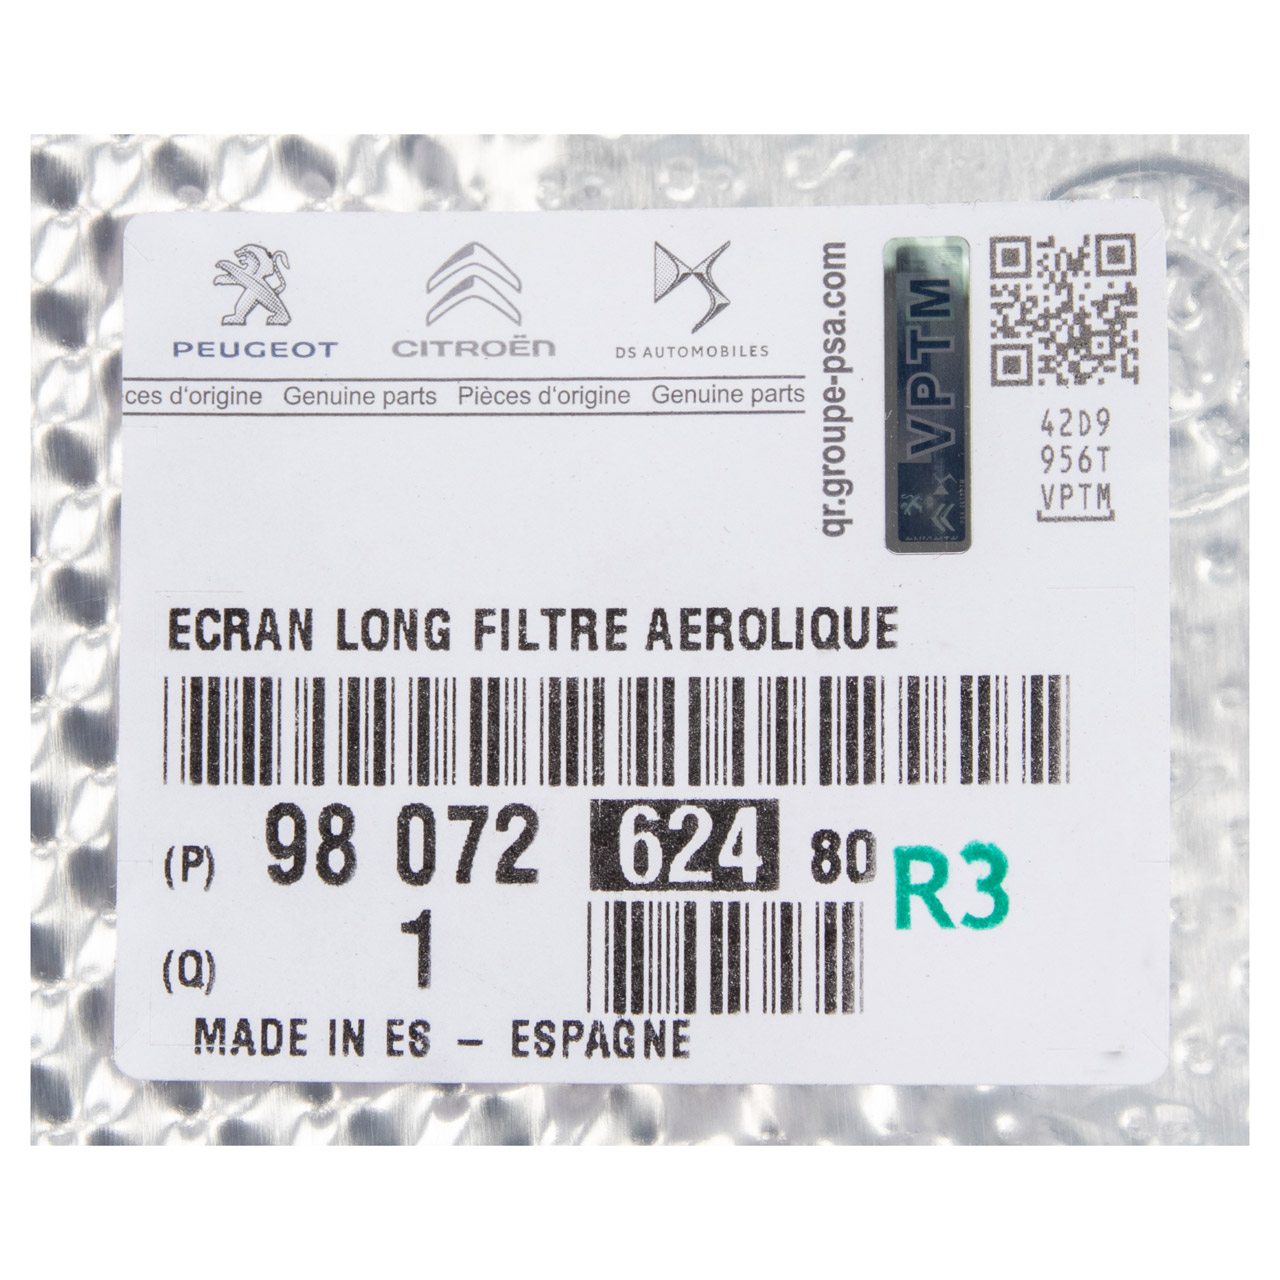 PEUGEOT
CITROËN
DS AUTOMOBILES
ces d'origine Genuine parts Pièces d'origine Genuine parts
qr.groupe-psa.com
VPTM
42D9
956T
VPTM
ECRAN LONG FILTRE AEROLIQUE
(P) 98 072 624 80 R3
(Q) 1
MADE IN ES - ESPAGNE